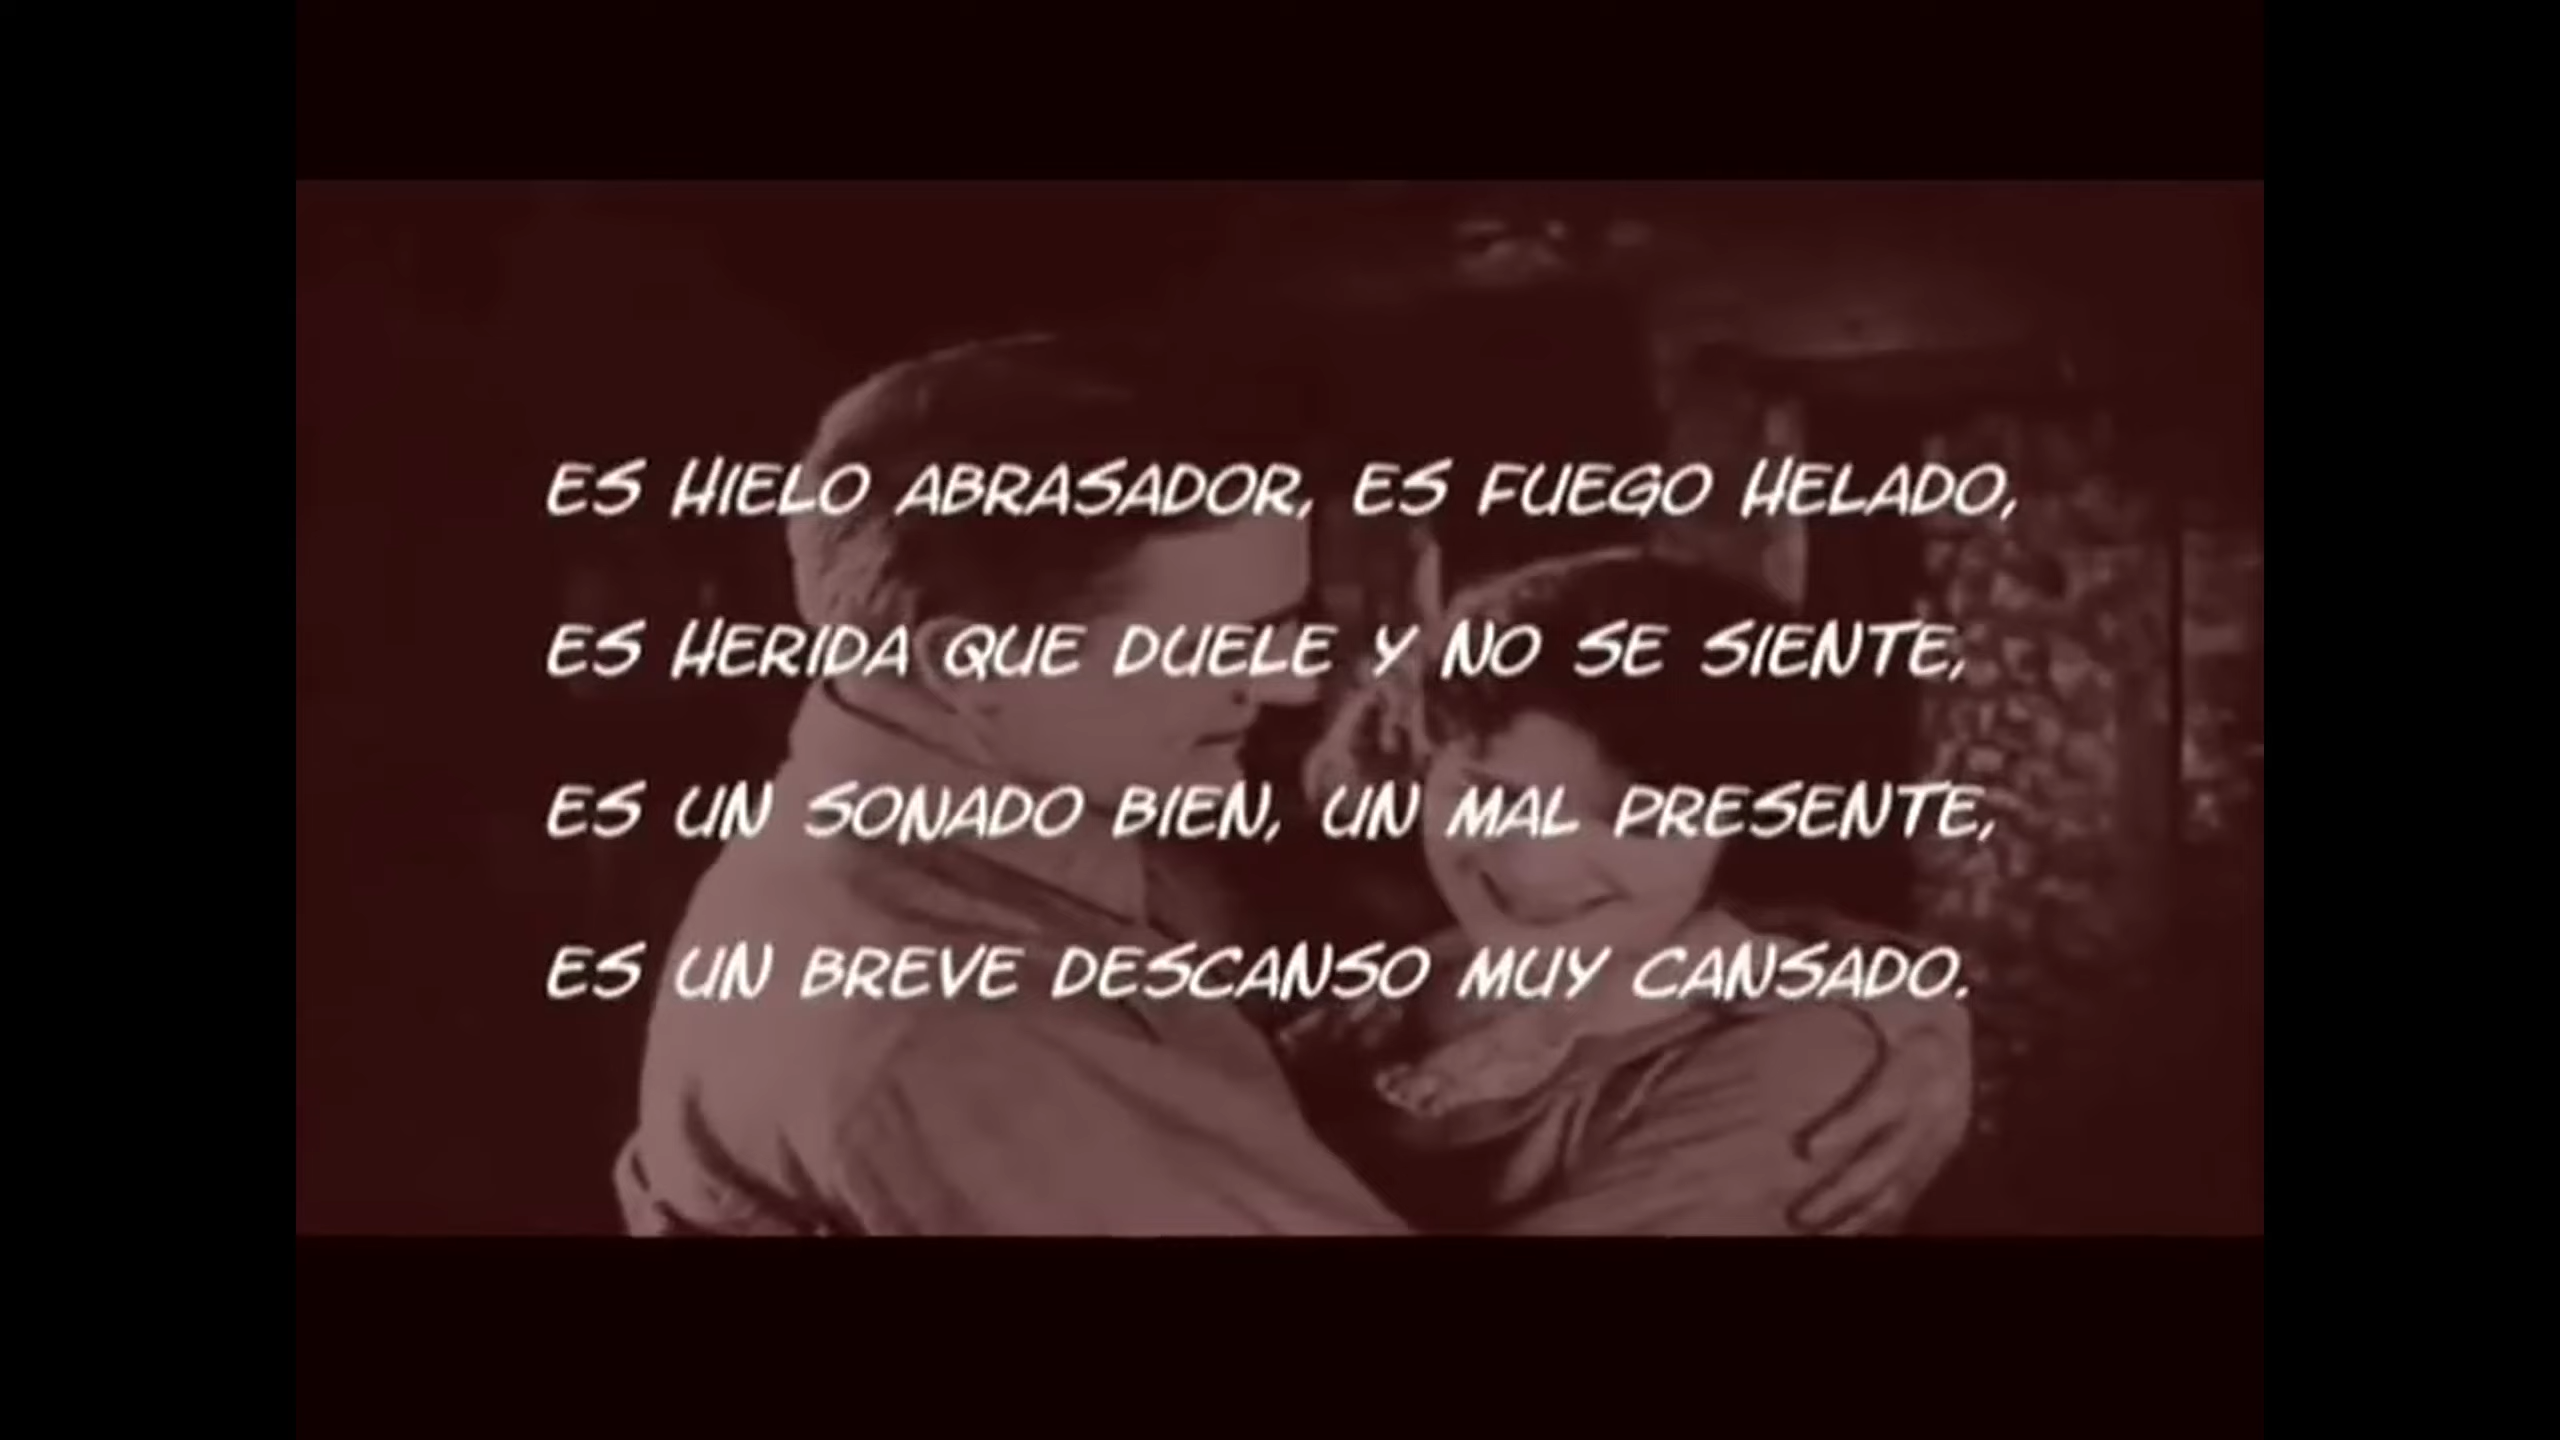 ES HIELO ABRASADOR, ES FUEGO HELADO,
ES HERIDA QUE DUELE Y NO SE SIENTE,
ES UN SONADO BIEN, UN MAL PRESENTE,
ES UN BREVE DESCANSO MUY CANSADO.